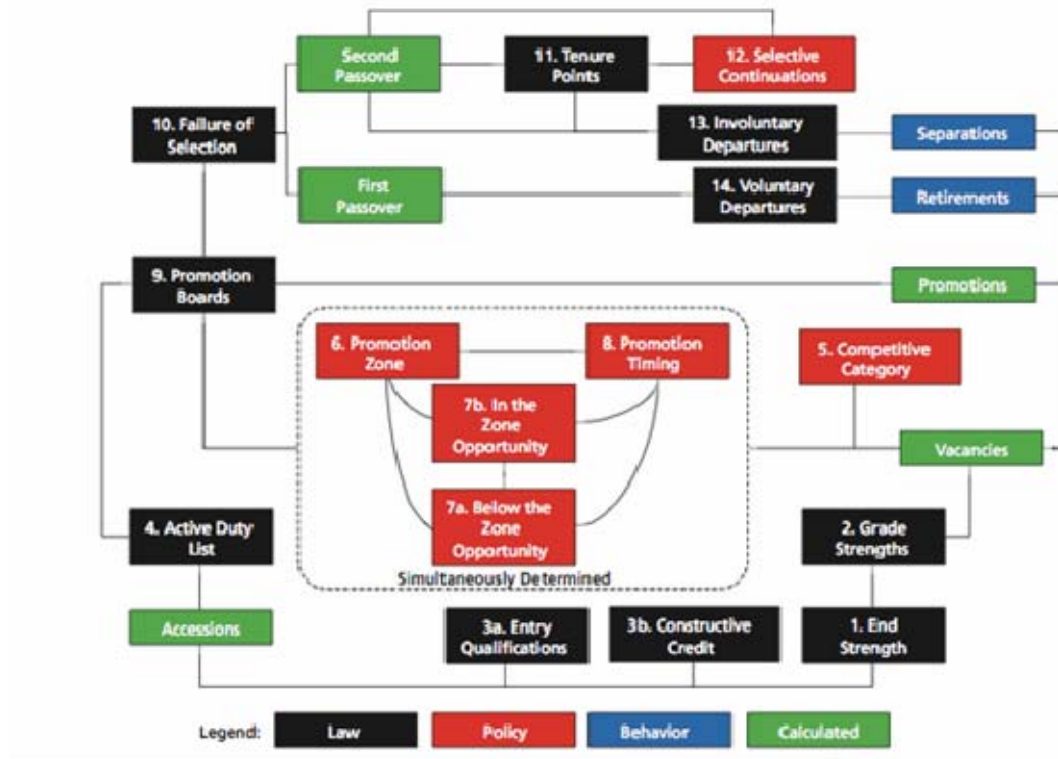 Second
Passover
11. Tenure
Points
12. Selective
Continuations
10. Failure of
Selection
13. Involuntary
Departures
Separations
First
Passover
14. Voluntary
Departures
Retirements
9. Promotion
Boards
Promotions
6. Promotion
Zone
8. Promotion
Timing
5. Competitive
Category
7b. In the
Zone
Opportunity
Vacancies
7a. Below the
Zone
Opportunity
4. Active Duty
List
2. Grade
Strengths
Simultaneously Determined
Accessions
3a. Entry
Qualifications
3b. Constructive
Credit
1. End
Strength
Legend:
Law
Policy
Behavior
Calculated